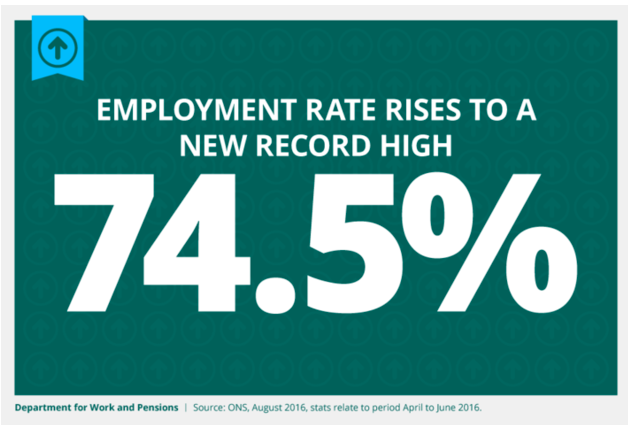 EMPLOYMENT RATE RISES TO A
NEW RECORD HIGH
74.5%
Department for Work and Pensions | Source: ONS, August 2016, stats relate to period April to June 2016.